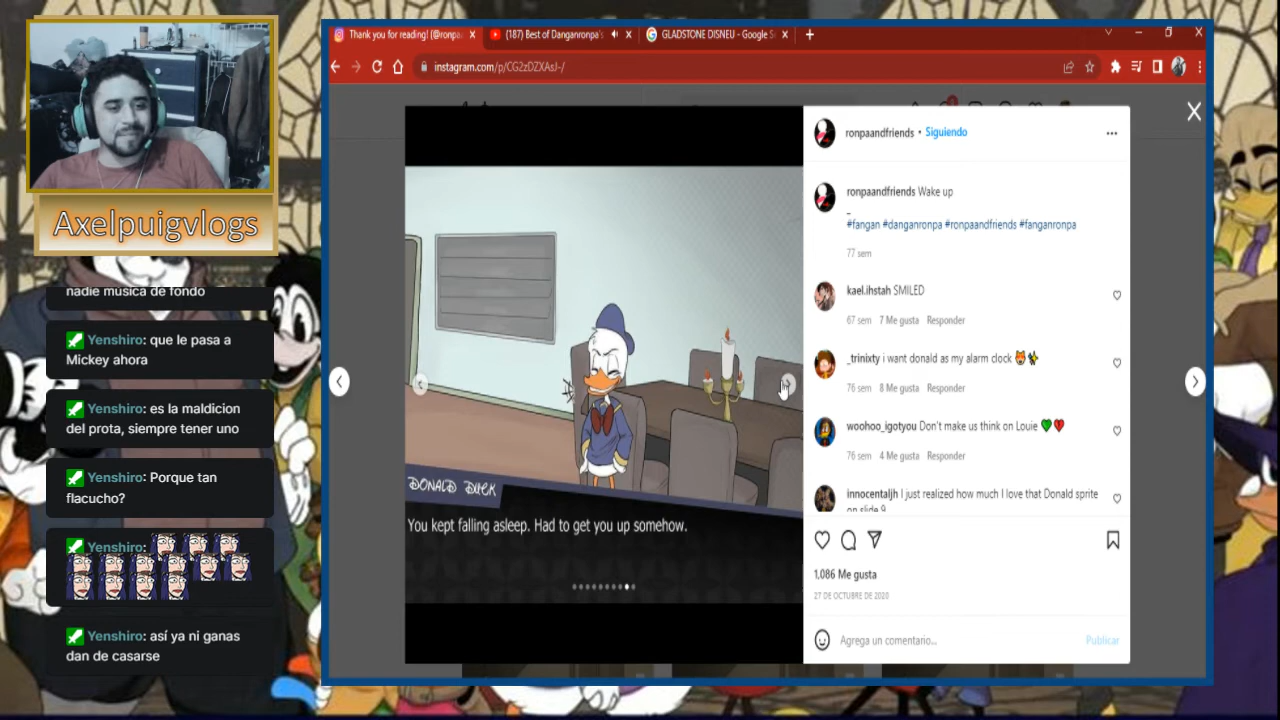 Thank you for reading! (@ronpa
(187) Best of Danganronpa's
GLADSTONE DISNEU - Google S
instagram.com/p/CG2zDZXAsJ-/
Axelpuigvlogs
nadie musica de fondo
Yenshiro: que le pasa a
Mickey ahora
Yenshiro: es la maldicion
del prota, siempre tener uno
Yenshiro: Porque tan
flacucho?
Yenshiro:
Yenshiro: así ya ni ganas
dan de casarse
DONALD DUCK
You kept falling asleep. Had to get you up somehow.
ronpaandfriends • Siguiendo
ronpaandfriends Wake up
_
#fangan #danganronpa #ronpaandfriends #fanganronpa
77 sem
kael.ihstah SMILED
67 sem 7 Me gusta Responder
_trinixty i want donald as my alarm clock
76 sem 8 Me gusta Responder
woohoo_igotyou Don't make us think on Louie
76 sem 4 Me gusta Responder
innocentaljh I just realized how much I love that Donald sprite
on slide 9
1,086 Me gusta
27 DE OCTUBRE DE 2020
Agrega un comentario...
Publicar